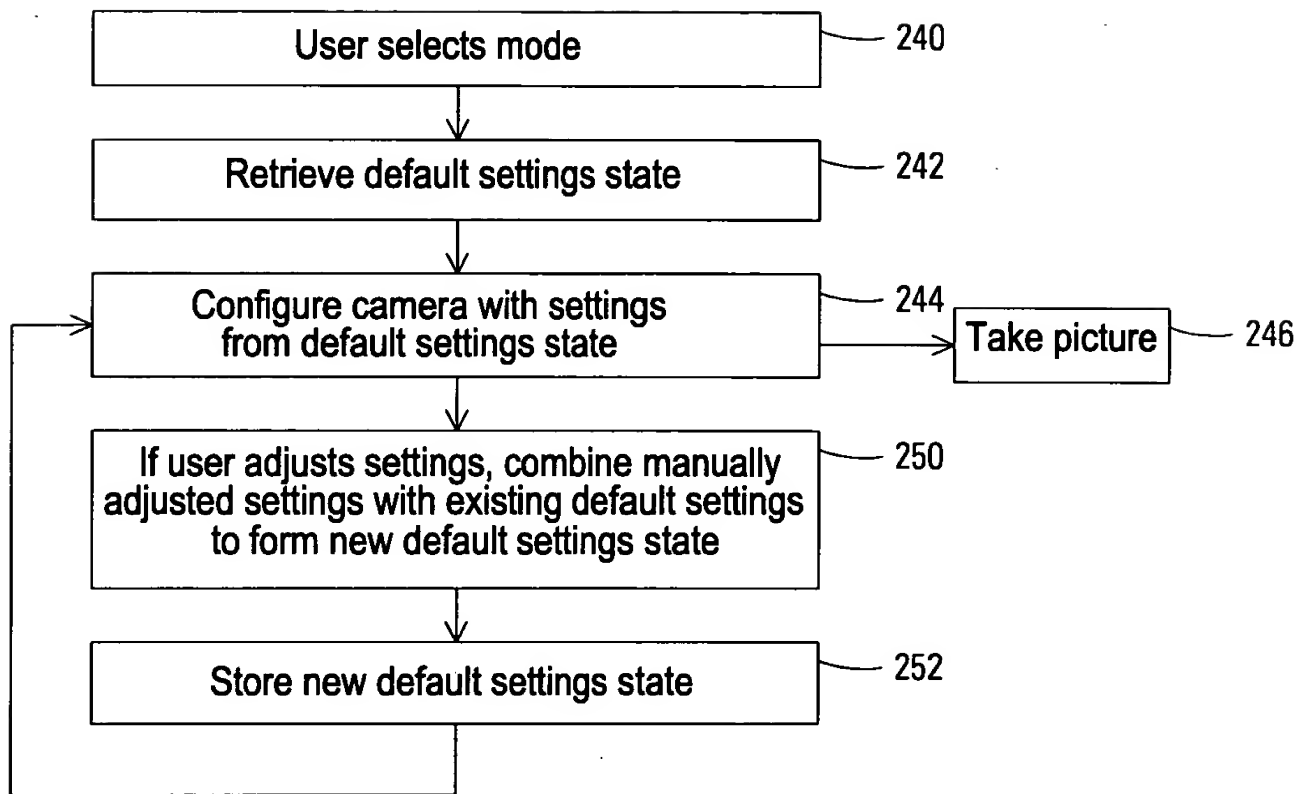 User selects mode
240
Retrieve default settings state
242
Configure camera with settings
from default settings state
244
Take picture
246
If user adjusts settings, combine manually
adjusted settings with existing default settings
to form new default settings state
250
Store new default settings state
252